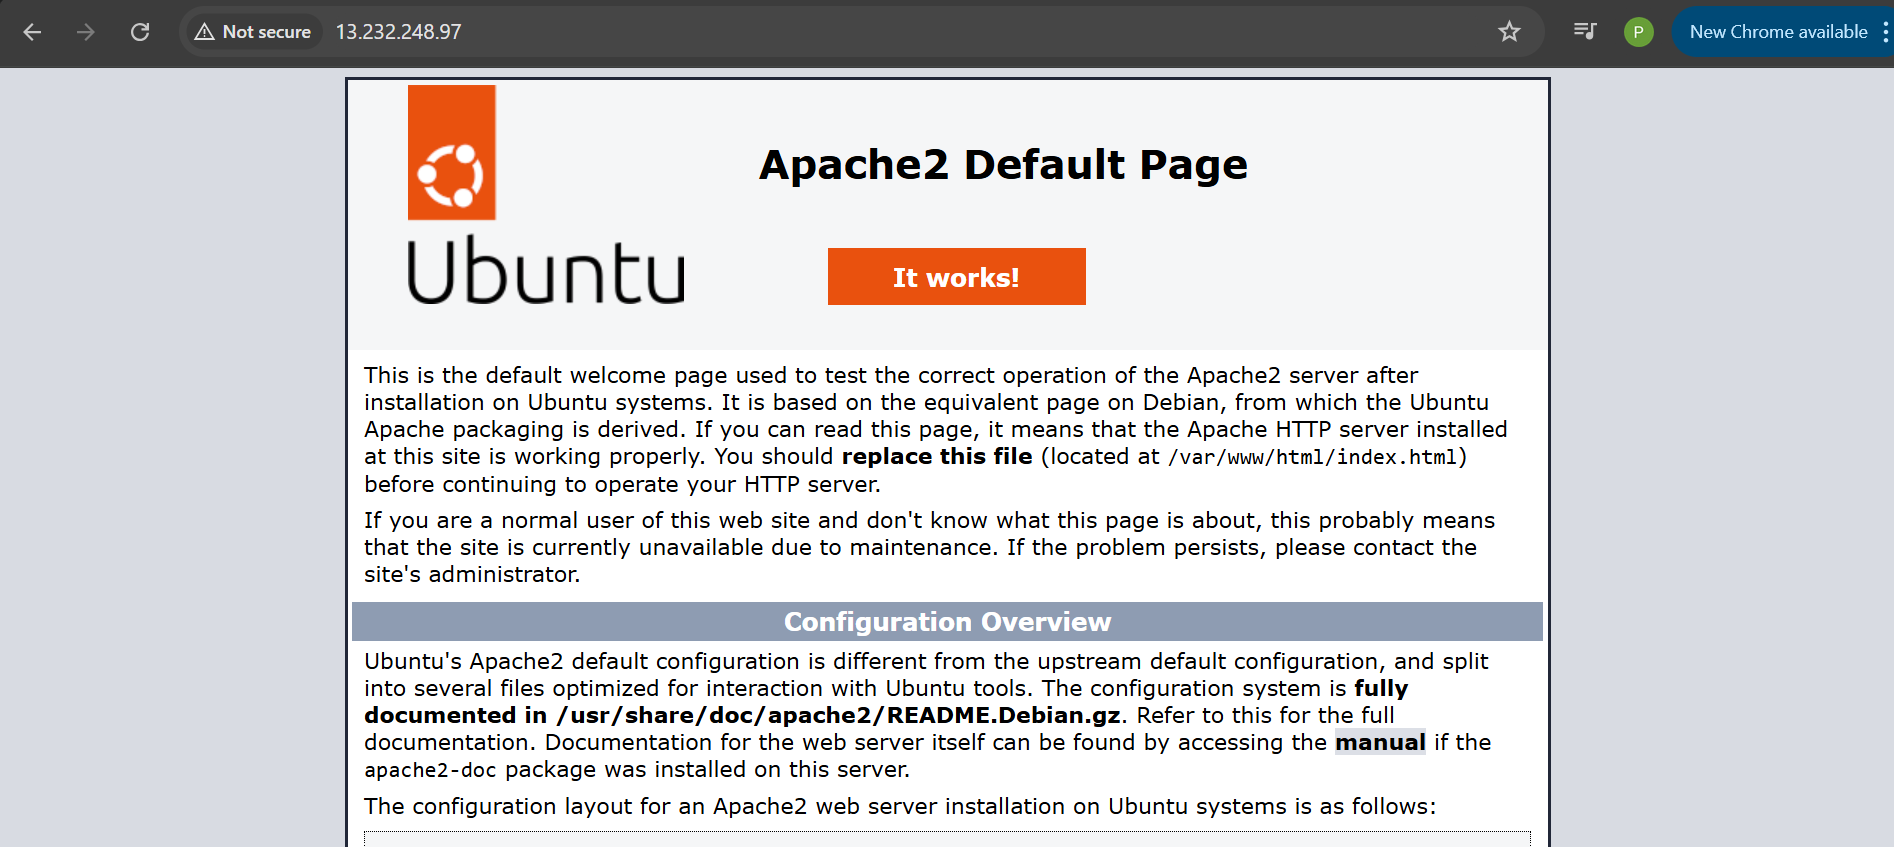 Not secure 13.232.248.97 P New Chrome available
Apache2 Default Page
Ubuntu
It works!
This is the default welcome page used to test the correct operation of the Apache2 server after
installation on Ubuntu systems. It is based on the equivalent page on Debian, from which the Ubuntu
Apache packaging is derived. If you can read this page, it means that the Apache HTTP server installed
at this site is working properly. You should replace this file (located at /var/www/html/index.html)
before continuing to operate your HTTP server.
If you are a normal user of this web site and don't know what this page is about, this probably means
that the site is currently unavailable due to maintenance. If the problem persists, please contact the
site's administrator.
Configuration Overview
Ubuntu's Apache2 default configuration is different from the upstream default configuration, and split
into several files optimized for interaction with Ubuntu tools. The configuration system is fully
documented in /usr/share/doc/apache2/README.Debian.gz. Refer to this for the full
documentation. Documentation for the web server itself can be found by accessing the manual if the
apache2-doc package was installed on this server.
The configuration layout for an Apache2 web server installation on Ubuntu systems is as follows: